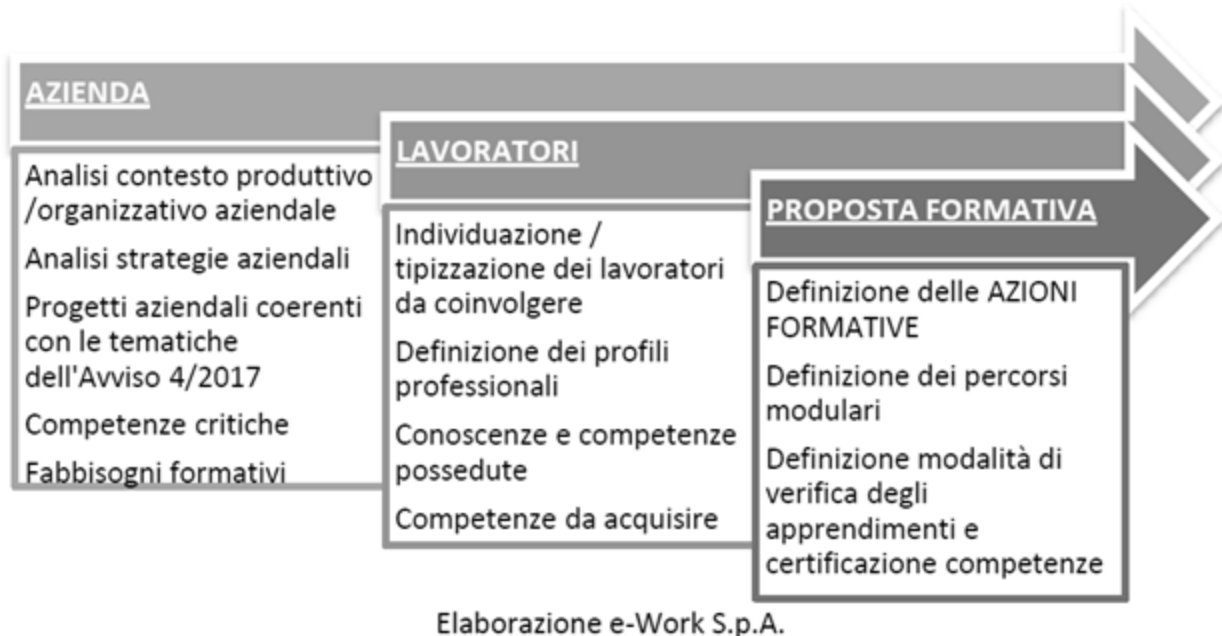 AZIENDA
Analisi contesto produttivo
/organizzativo aziendale
Analisi strategie aziendali
Progetti aziendali coerenti
con le tematiche
dell'Avviso 4/2017
Competenze critiche
Fabbisogni formativi
LAVORATORI
Individuazione /
tipizzazione dei lavoratori
da coinvolgere
Definizione dei profili
professionali
Conoscenze e competenze
possedute
Competenze da acquisire
PROPOSTA FORMATIVA
Definizione delle AZIONI
FORMATIVE
Definizione dei percorsi
modulari
Definizione modalità di
verifica degli
apprendimenti e
certificazione competenze
Elaborazione e-Work S.p.A.